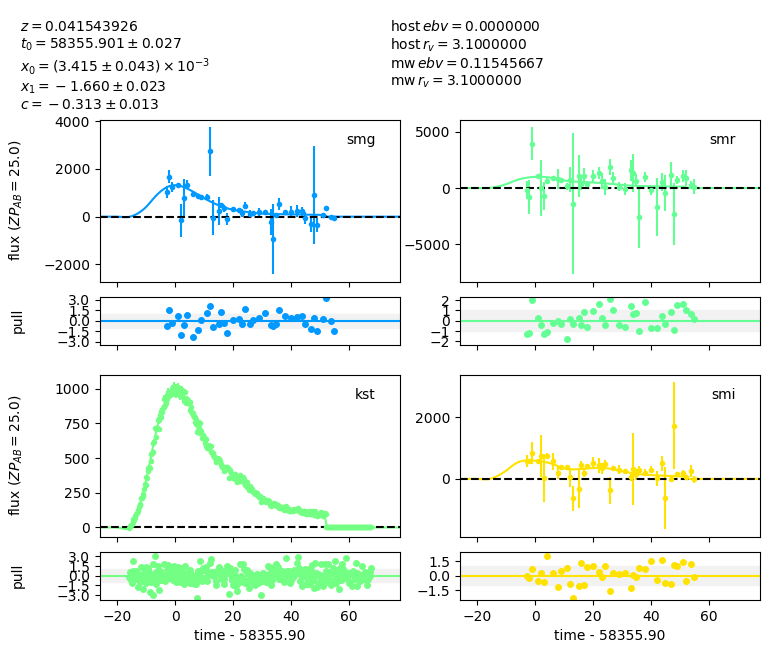 z = 0.041543926
t₀ = 58355.901 ± 0.027
x₀ = (3.415 ± 0.043) × 10⁻³
x₁ = −1.660 ± 0.023
c = −0.313 ± 0.013
host ebv = 0.0000000
host r_v = 3.1000000
mw ebv = 0.11545667
mw r_v = 3.1000000
smg
4000
2000
0
−2000
flux (ZP_AB = 25.0)
smr
5000
0
−5000
3.0
1.5
0.0
−1.5
−3.0
pull
2
1
0
−1
−2
kst
1000
750
500
250
0
flux (ZP_AB = 25.0)
smi
2000
0
3.0
1.5
0.0
−1.5
−3.0
pull
1.5
0.0
−1.5
−20 0 20 40 60
time - 58355.90
−20 0 20 40 60
time - 58355.90